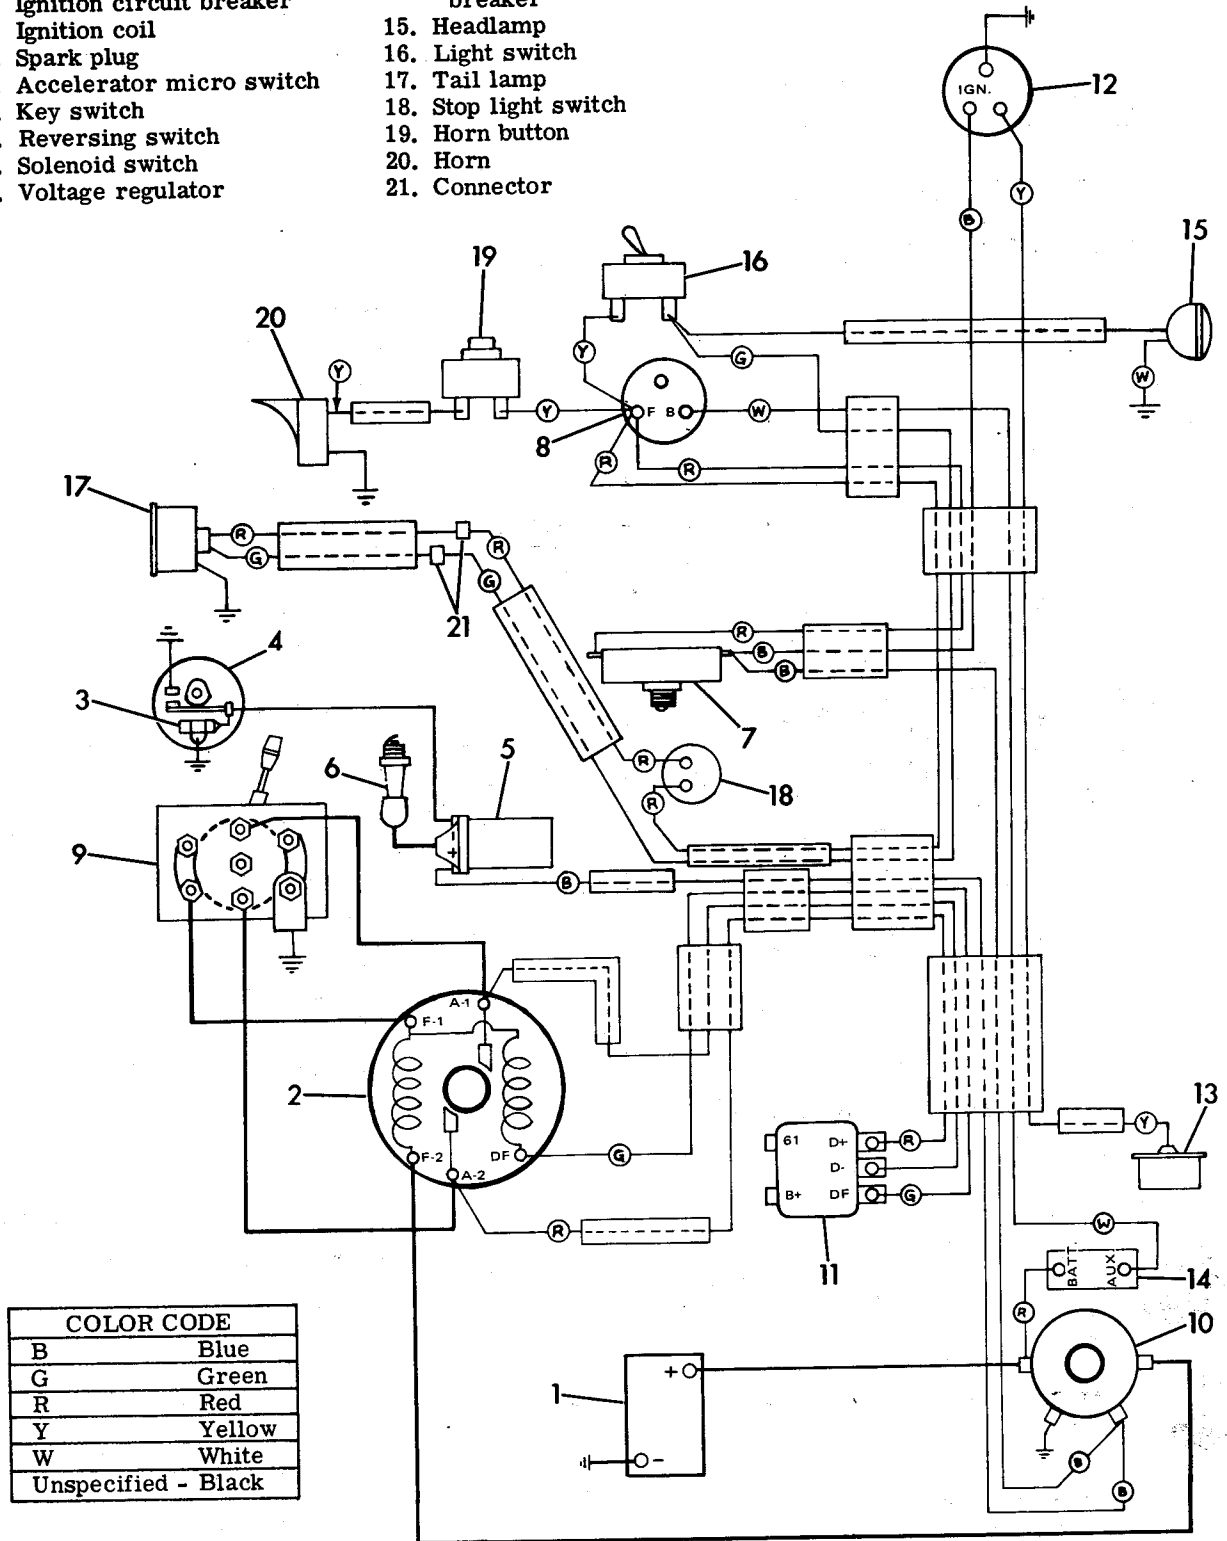 Ignition circuit breaker
Ignition coil
Spark plug
Accelerator micro switch
Key switch
Reversing switch
Solenoid switch
Voltage regulator
breaker
15. Headlamp
16. Light switch
17. Tail lamp
18. Stop light switch
19. Horn button
20. Horn
21. Connector
IGN.
12
Y
B
15
19
16
20
Y
Y
G
W
Y
F B
W
8
R
R
17
R
G
R
G
21
4
R
B
B
3
7
6
5
R
18
R
9
+
B
A-1
F-1
2
F-2
DF
A-2
G
R
61 D+
D-
B+ DF
R
G
11
Y
13
W
BATT.
AUX.
14
R
10
1
+
-
B
B
COLOR CODE
B Blue
G Green
R Red
Y Yellow
W White
Unspecified - Black